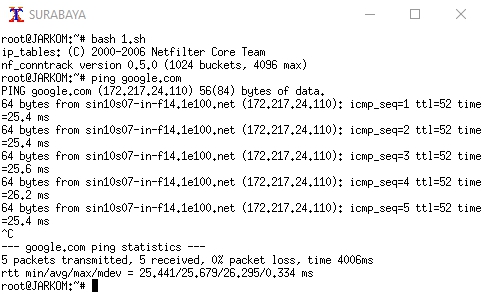 SURABAYA
root@JARKOM:~# bash 1.sh
ip_tables: (C) 2000-2006 Netfilter Core Team
nf_conntrack version 0.5.0 (1024 buckets, 4096 max)
root@JARKOM:~# ping google.com
PING google.com (172.217.24.110) 56(84) bytes of data.
64 bytes from sin10s07-in-f14.1e100.net (172.217.24.110): icmp_seq=1 ttl=52 time
=25.4 ms
64 bytes from sin10s07-in-f14.1e100.net (172.217.24.110): icmp_seq=2 ttl=52 time
=25.4 ms
64 bytes from sin10s07-in-f14.1e100.net (172.217.24.110): icmp_seq=3 ttl=52 time
=25.6 ms
64 bytes from sin10s07-in-f14.1e100.net (172.217.24.110): icmp_seq=4 ttl=52 time
=26.2 ms
64 bytes from sin10s07-in-f14.1e100.net (172.217.24.110): icmp_seq=5 ttl=52 time
=25.4 ms
^C
--- google.com ping statistics ---
5 packets transmitted, 5 received, 0% packet loss, time 4006ms
rtt min/avg/max/mdev = 25.441/25.679/26.295/0.334 ms
root@JARKOM:~#